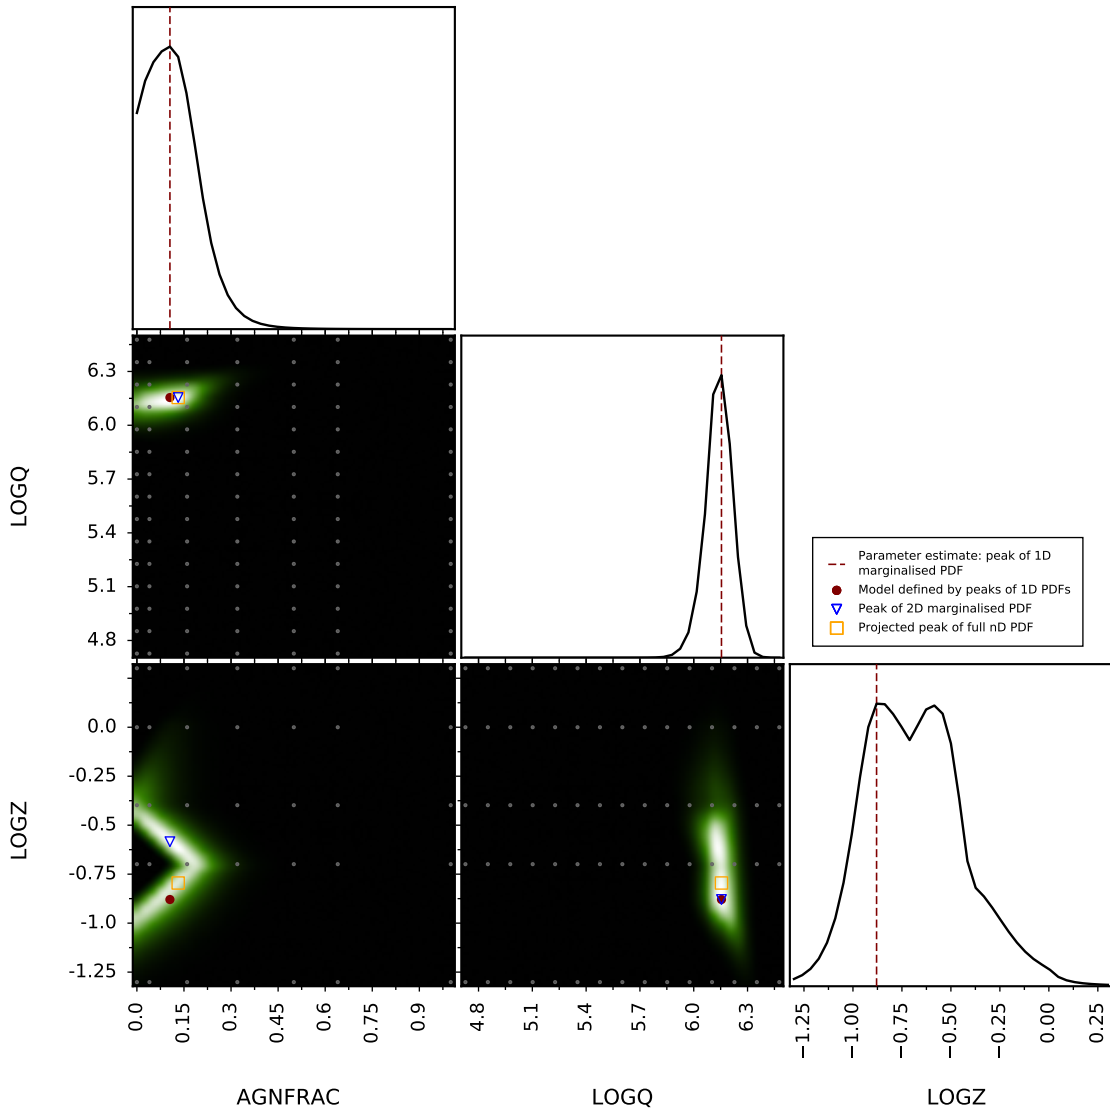 6.3
6.0
5.7
5.4
5.1
4.8
LOGQ
Parameter estimate: peak of 1D
marginalised PDF
Model defined by peaks of 1D PDFs
Peak of 2D marginalised PDF
Projected peak of full nD PDF
0.0
-0.25
-0.5
-0.75
-1.0
-1.25
LOGZ
0.0 0.15 0.3 0.45 0.6 0.75 0.9
4.8 5.1 5.4 5.7 6.0 6.3
−1.25 −1.00 −0.75 −0.50 −0.25 0.00 0.25
AGNFRAC LOGQ LOGZ